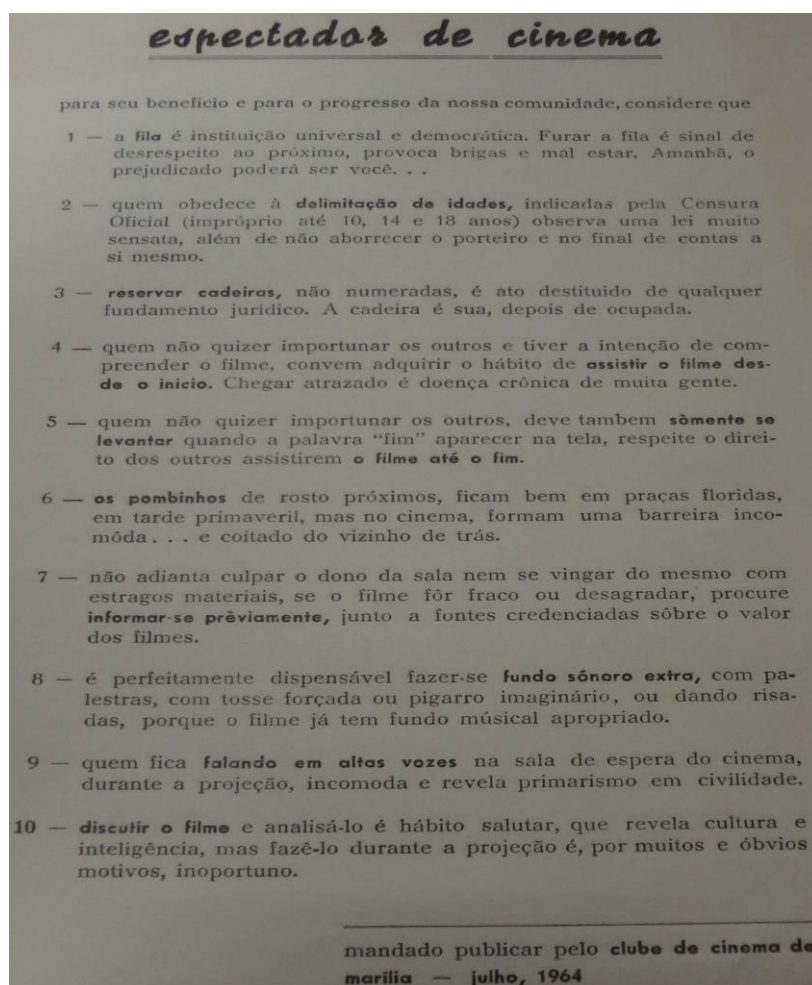 espectador de cinema
para seu beneficio e para o progresso da nossa comunidade, considere que
1 — a fila é instituição universal e democrática. Furar a fila é sinal de
desrespeito ao próximo, provoca brigas e mal estar. Amanhã, o
prejudicado poderá ser você. . .
2 — quem obedece à delimitação de idades, indicadas pela Censura
Oficial (impróprio até 10, 14 e 18 anos) observa uma lei muito
sensata, além de não aborrecer o porteiro e no final de contas a
si mesmo.
3 — reservar cadeiras, não numeradas, é ato destituido de qualquer
fundamento jurídico. A cadeira é sua, depois de ocupada.
4 — quem não quizer importunar os outros e tiver a intenção de com-
preender o filme, convem adquirir o hábito de assistir o filme des-
de o inicio. Chegar atrazado é doença crônica de muita gente.
5 — quem não quizer importunar os outros, deve tambem sòmente se
levantar quando a palavra “fim” aparecer na tela, respeite o direi-
to dos outros assistirem o filme até o fim.
6 — os pombinhos de rosto próximos, ficam bem em praças floridas,
em tarde primaveril, mas no cinema, formam uma barreira inco-
móda. . . e coitado do vizinho de trás.
7 — não adianta culpar o dono da sala nem se vingar do mesmo com
estragos materiais, se o filme fôr fraco ou desagradar, procure
informar-se prèviamente, junto a fontes credenciadas sôbre o valor
dos filmes.
8 — é perfeitamente dispensável fazer-se fundo sónoro extra, com pa-
lestras, com tosse forçada ou pigarro imaginário, ou dando risa-
das, porque o filme já tem fundo músical apropriado.
9 — quem fica falando em altas vozes na sala de espera do cinema,
durante a projeção, incomoda e revela primarismo em civilidade.
10 — discutir o filme e analisá-lo é hábito salutar, que revela cultura e
inteligência, mas fazê-lo durante a projeção é, por muitos e óbvios
motivos, inoportuno.
mandado publicar pelo clube de cinema de
marilia — julho, 1964